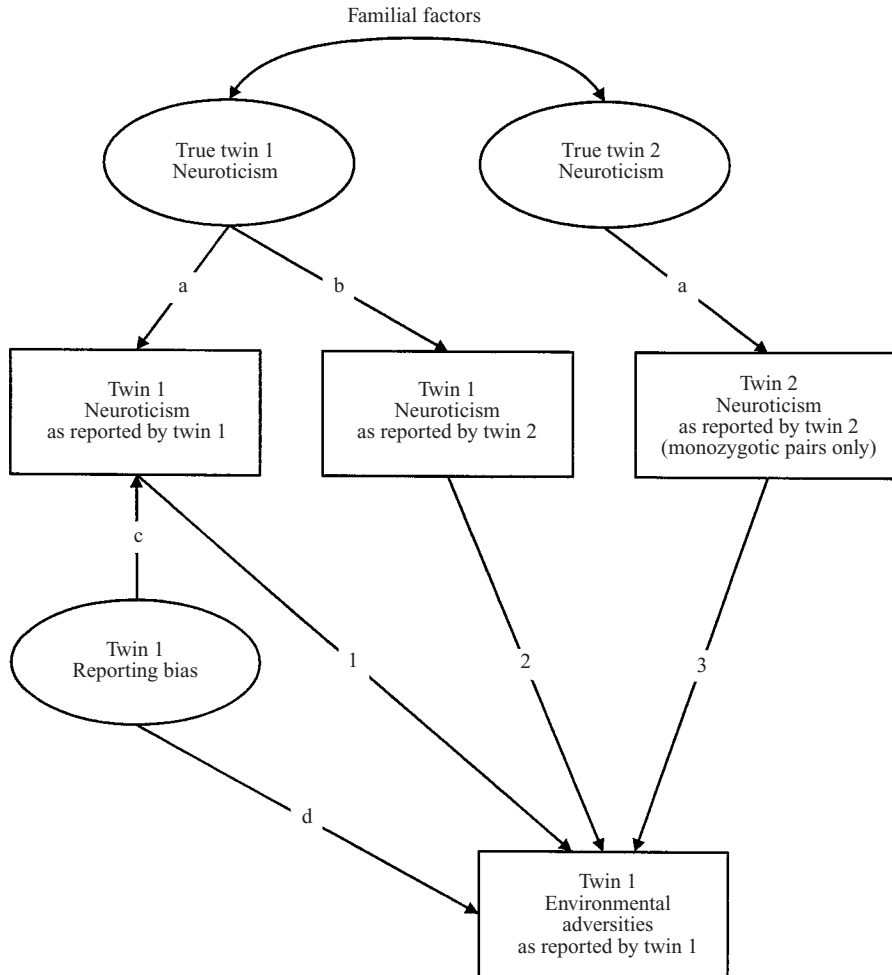 Familial factors
True twin 1
Neuroticism
True twin 2
Neuroticism
a
b
a
Twin 1
Neuroticism
as reported by twin 1
Twin 1
Neuroticism
as reported by twin 2
Twin 2
Neuroticism
as reported by twin 2
(monozygotic pairs only)
c
Twin 1
Reporting bias
1
2
3
d
Twin 1
Environmental
adversities
as reported by twin 1